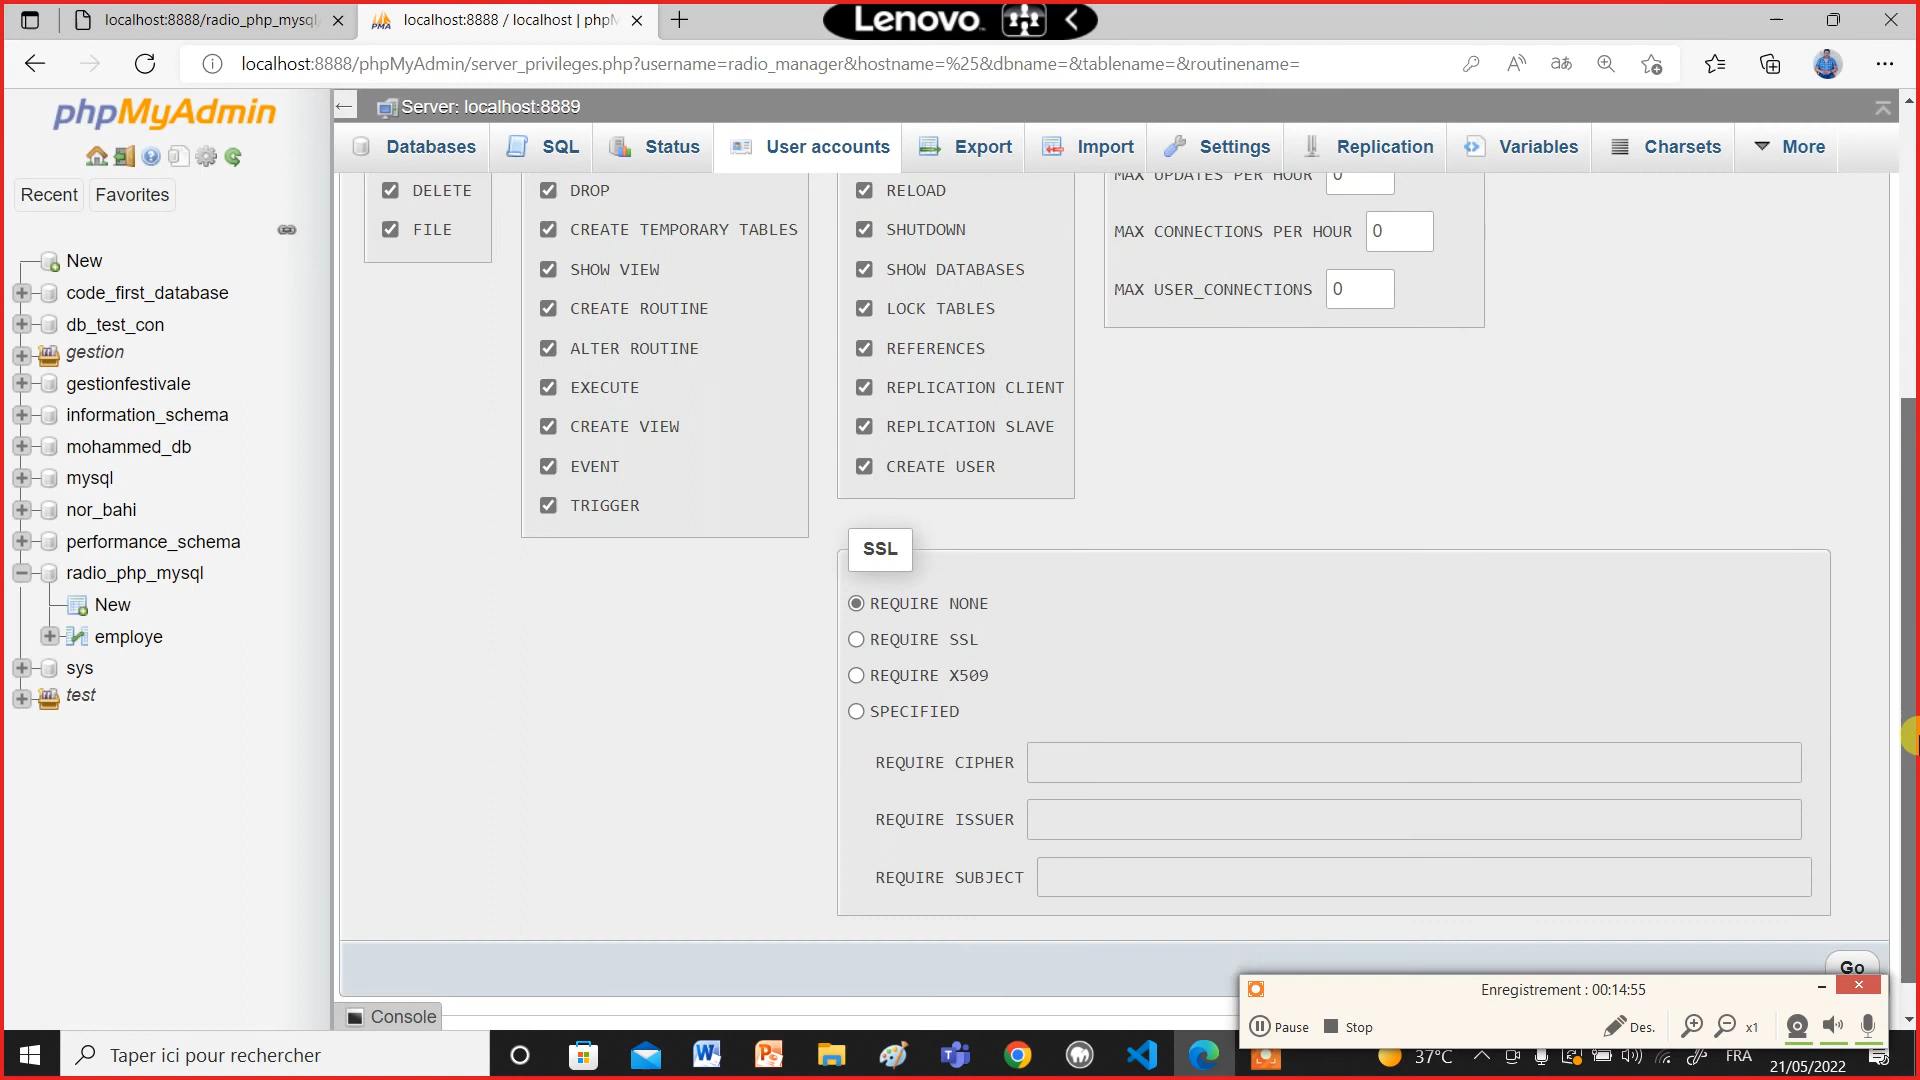 localhost:8888/radio_php_mysql/
localhost:8888 / localhost | phpM
Lenovo
localhost:8888/phpMyAdmin/server_privileges.php?username=radio_manager&hostname=%25&dbname=&tablename=&routinename=
phpMyAdmin
Server: localhost:8889
Databases SQL Status User accounts Export Import Settings Replication Variables Charsets More
Recent Favorites
New
code_first_database
db_test_con
gestion
gestionfestivale
information_schema
mohammed_db
mysql
nor_bahi
performance_schema
radio_php_mysql
New
employe
sys
test
DELETE
FILE
DROP
CREATE TEMPORARY TABLES
SHOW VIEW
CREATE ROUTINE
ALTER ROUTINE
EXECUTE
CREATE VIEW
EVENT
TRIGGER
RELOAD
SHUTDOWN
SHOW DATABASES
LOCK TABLES
REFERENCES
REPLICATION CLIENT
REPLICATION SLAVE
CREATE USER
MAX UPDATES PER HOUR 0
MAX CONNECTIONS PER HOUR 0
MAX USER_CONNECTIONS 0
SSL
REQUIRE NONE
REQUIRE SSL
REQUIRE X509
SPECIFIED
REQUIRE CIPHER
REQUIRE ISSUER
REQUIRE SUBJECT
Go
Console
Enregistrement : 00:14:55
Pause Stop Des. x1
Taper ici pour rechercher
37°C
FRA
21/05/2022